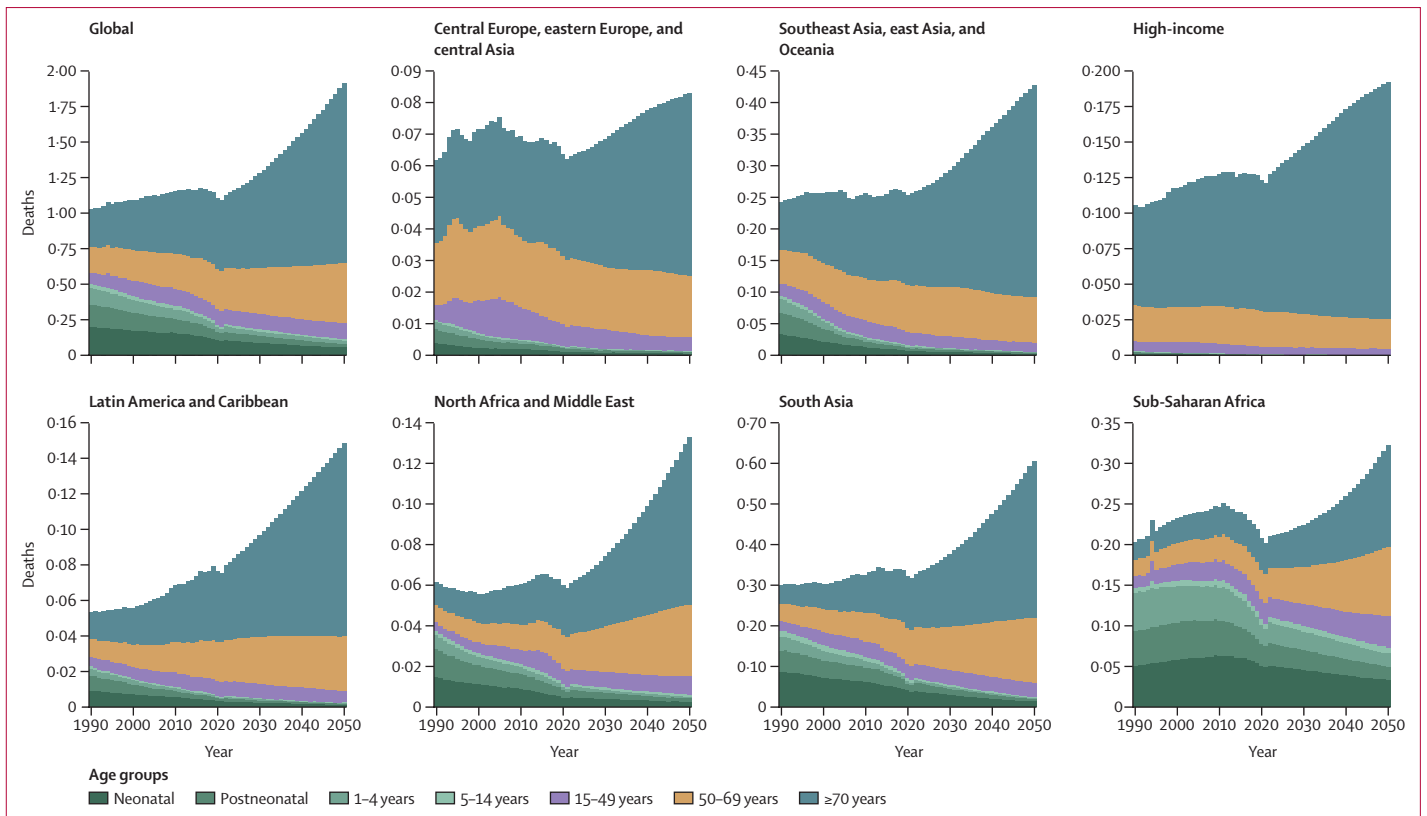 Global
Central Europe, eastern Europe, and
central Asia
Southeast Asia, east Asia, and
Oceania
High-income
Deaths
2·00
1·75
1·50
1·25
1·00
0·75
0·50
0·25
0
0·09
0·08
0·07
0·06
0·05
0·04
0·03
0·02
0·01
0
0·45
0·40
0·35
0·30
0·25
0·20
0·15
0·10
0·05
0
0·200
0·175
0·150
0·125
0·100
0·075
0·050
0·025
0
Latin America and Caribbean
North Africa and Middle East
South Asia
Sub-Saharan Africa
Deaths
0·16
0·14
0·12
0·10
0·08
0·06
0·04
0·02
0
0·14
0·12
0·10
0·08
0·06
0·04
0·02
0
0·70
0·60
0·50
0·40
0·30
0·20
0·10
0
0·35
0·30
0·25
0·20
0·15
0·10
0·05
0
1990 2000 2010 2020 2030 2040 2050
1990 2000 2010 2020 2030 2040 2050
1990 2000 2010 2020 2030 2040 2050
1990 2000 2010 2020 2030 2040 2050
Year
Year
Year
Year
Age groups
Neonatal
Postneonatal
1–4 years
5–14 years
15–49 years
50–69 years
≥70 years